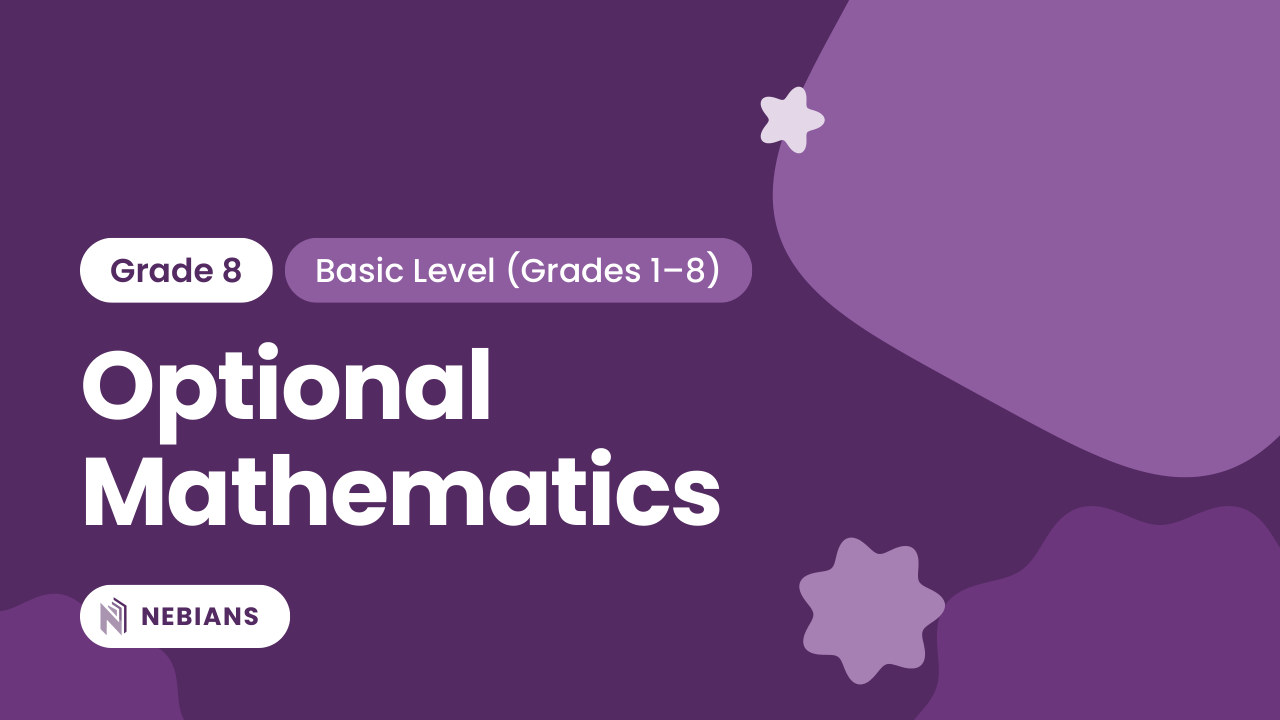 Grade 8
Basic Level (Grades 1–8)
Optional
Mathematics
NEBIANS